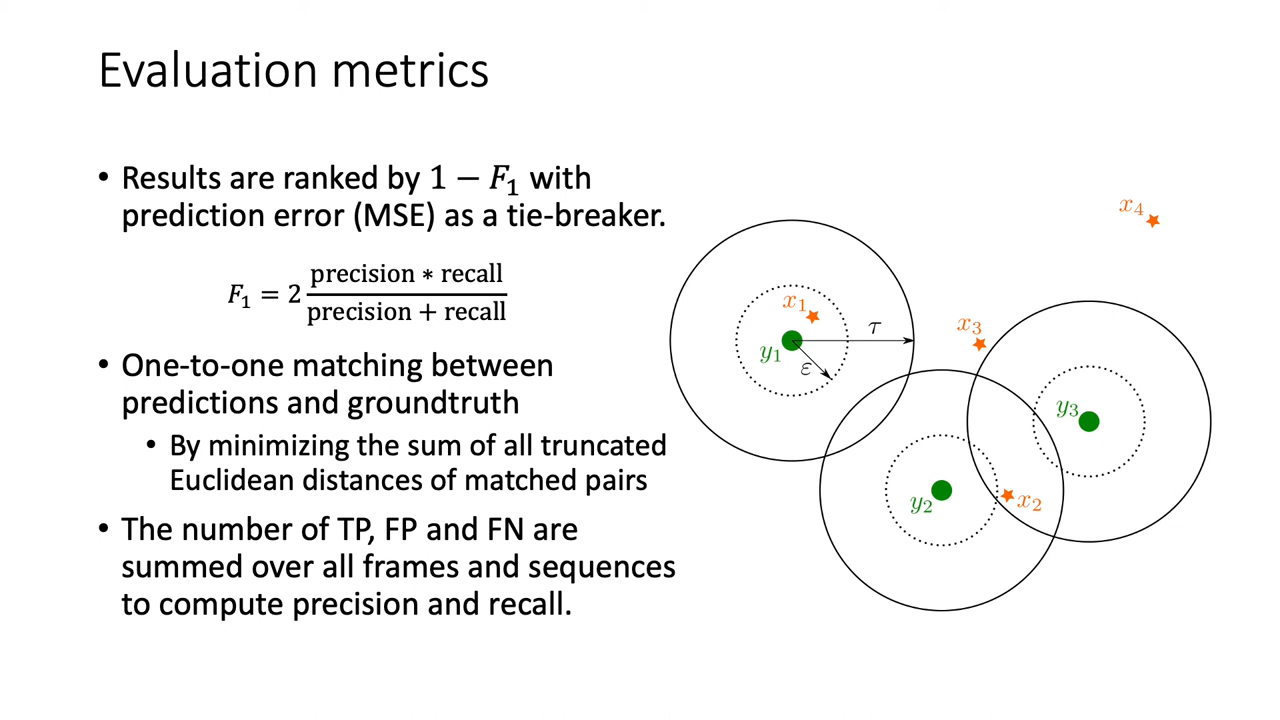 Evaluation metrics
• Results are ranked by 1 − F₁ with
prediction error (MSE) as a tie-breaker.
F₁ = 2 (precision ∗ recall) / (precision + recall)
• One-to-one matching between
predictions and groundtruth
• By minimizing the sum of all truncated
Euclidean distances of matched pairs
• The number of TP, FP and FN are
summed over all frames and sequences
to compute precision and recall.
x₄
x₁
x₃
τ
y₁
ε
y₃
y₂
x₂